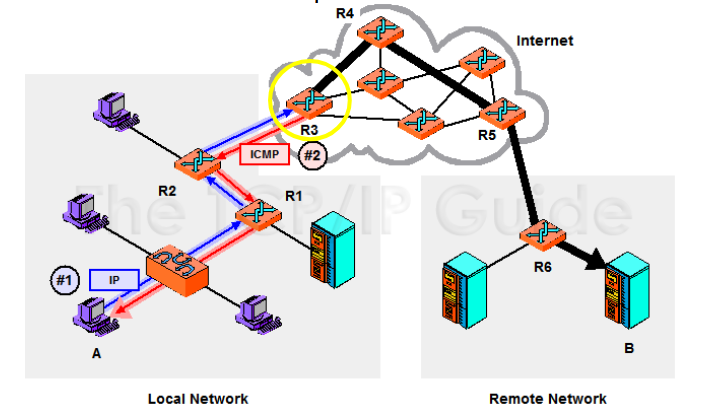 R4
Internet
R3
R5
ICMP
#2
R2
R1
The TCP/IP Guide
R6
#1
IP
A
B
Local Network
Remote Network